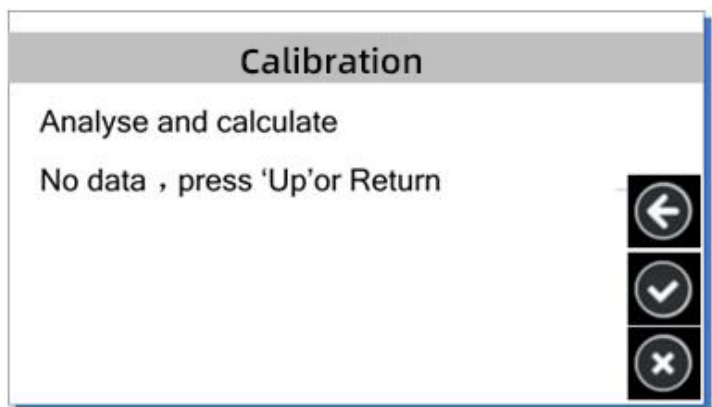 Calibration
Analyse and calculate
No data ，press ‘Up’or Return